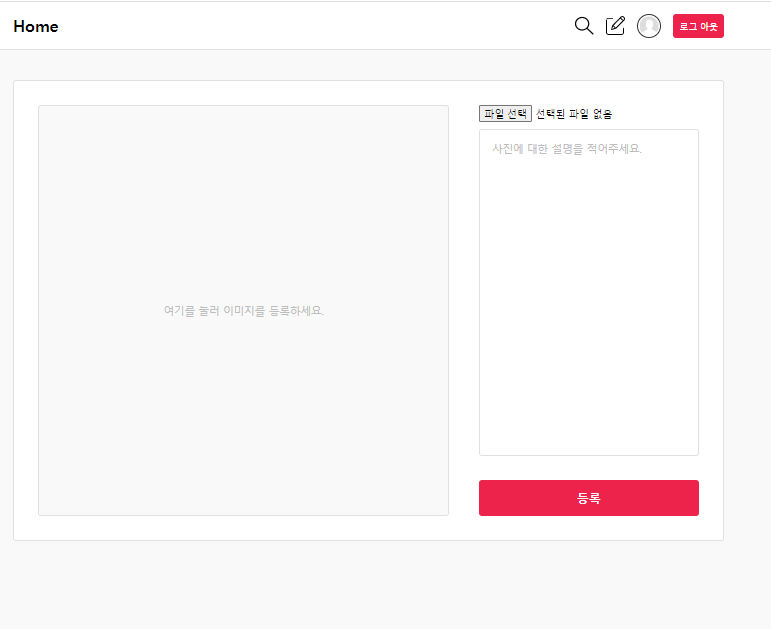 Home
로그 아웃
파일 선택 선택된 파일 없음
사진에 대한 설명을 적어주세요.
여기를 눌러 이미지를 등록하세요.
등록